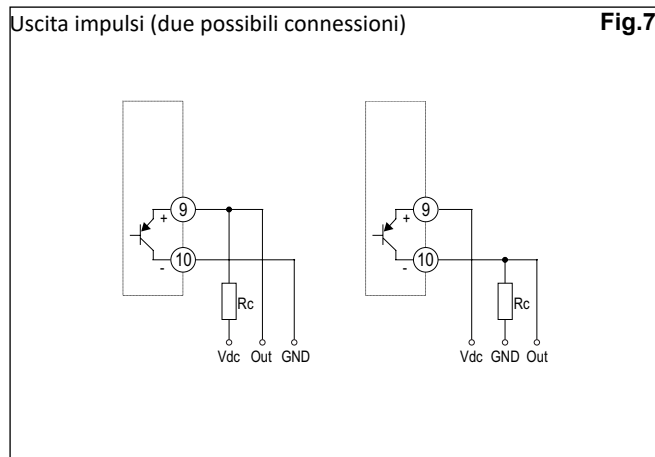 Uscita impulsi (due possibili connessioni) Fig.7
+ 9 + 9
- 10 - 10
Rc Rc
Vdc Out GND Vdc GND Out